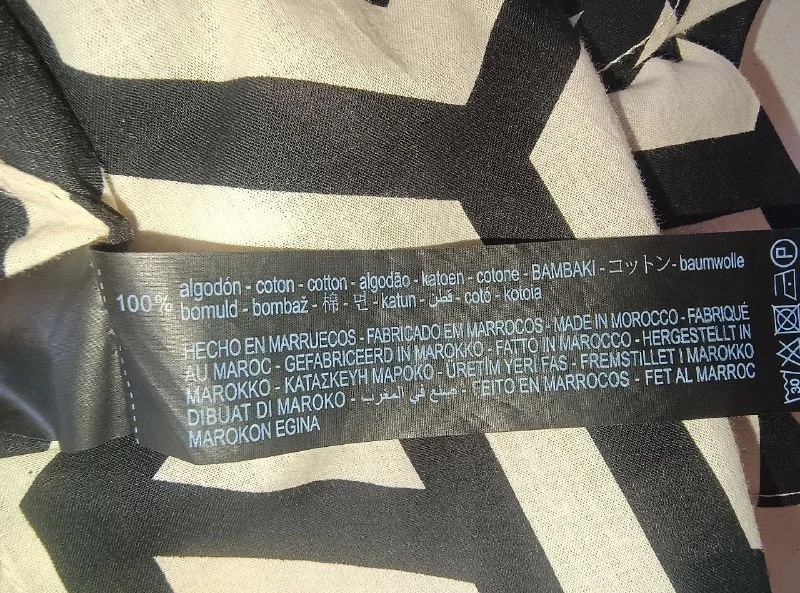 100% algodón - coton - cotton - algodão - katoen - cotone - BAMBAKI - コットン - baumwolle
bomuld - bombaž - 棉 - 면 - katun - قطن - cotó - kotoia
HECHO EN MARRUECOS - FABRICADO EN MARROCOS - MADE IN MOROCCO - FABRIQUÉ
AU MAROC - GEFABRICEERD IN MAROKKO - FATTO IN MAROCCO - HERGESTELLT IN
MAROKKO - ΚΑΤΑΣΚΕΥΗ ΜΑΡΟΚΟ - ÜRETİM YERİ FAS - FREMSTILLET I MAROKKO
DIBUAT DI MAROKO - صنع في المغرب - FEITO EN MARROCOS - FET AL MARROC
MAROKON EGINA
P
30